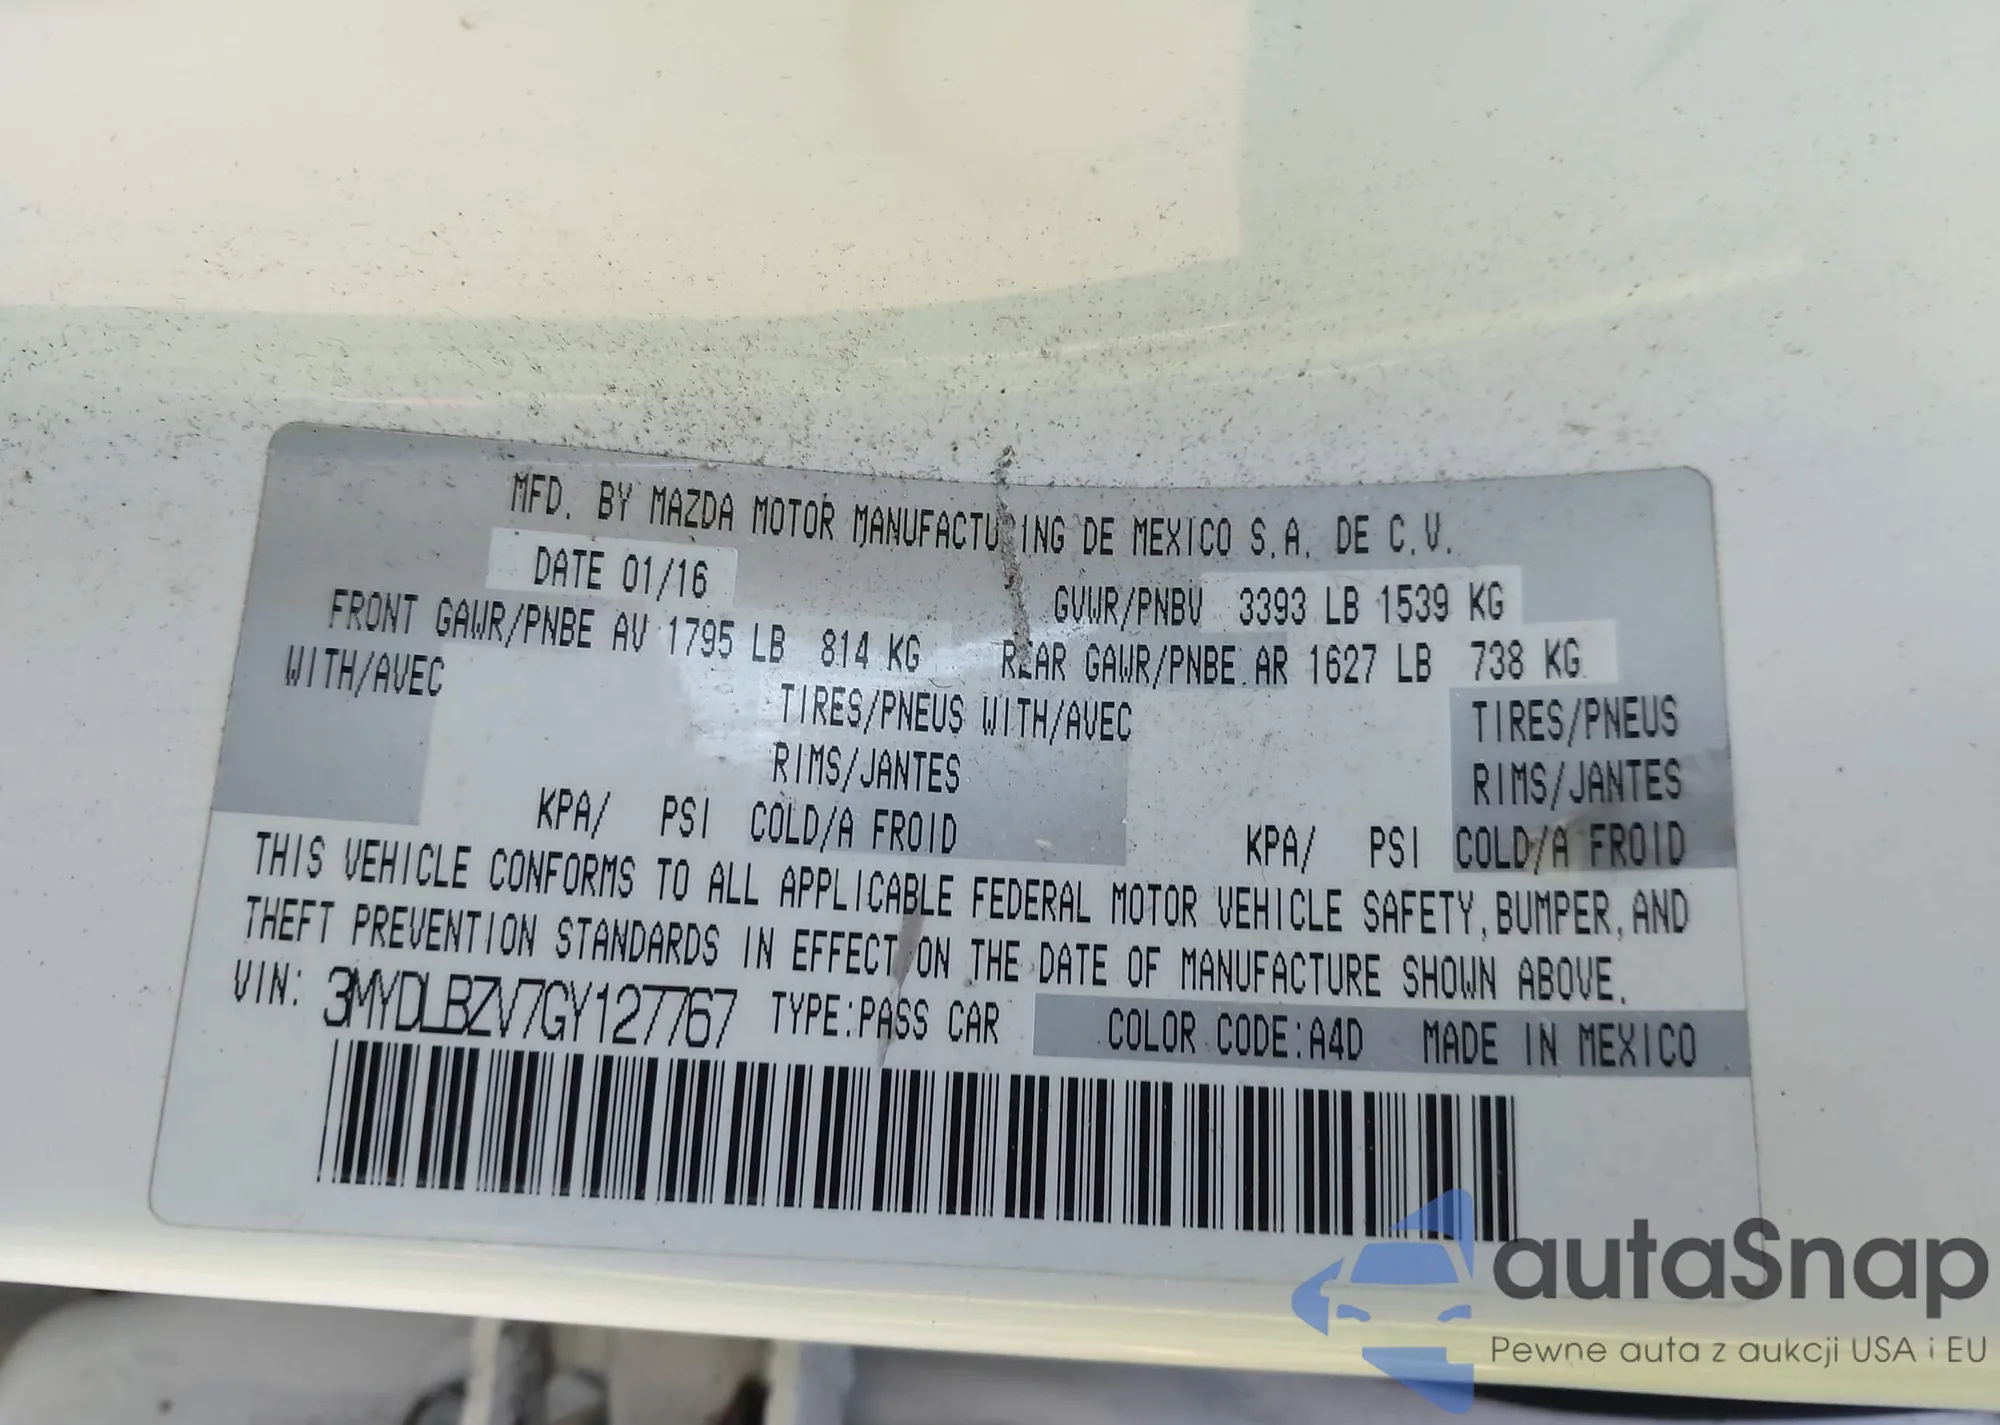 MFD. BY MAZDA MOTOR MANUFACTURING DE MEXICO S.A. DE C.V.
DATE 01/16 GVWR/PNBV 3393 LB 1539 KG
FRONT GAWR/PNBE AV 1795 LB 814 KG REAR GAWR/PNBE AR 1627 LB 738 KG
WITH/AVEC TIRES/PNEUS WITH/AVEC TIRES/PNEUS
RIMS/JANTES RIMS/JANTES
KPA/ PSI COLD/A FROID KPA/ PSI COLD/A FROID
THIS VEHICLE CONFORMS TO ALL APPLICABLE FEDERAL MOTOR VEHICLE SAFETY, BUMPER, AND
THEFT PREVENTION STANDARDS IN EFFECT ON THE DATE OF MANUFACTURE SHOWN ABOVE.
VIN: 3MYDLBZV7GY127767 TYPE:PASS CAR COLOR CODE:A4D MADE IN MEXICO
autaSnap
Pewne auta z aukcji USA i EU